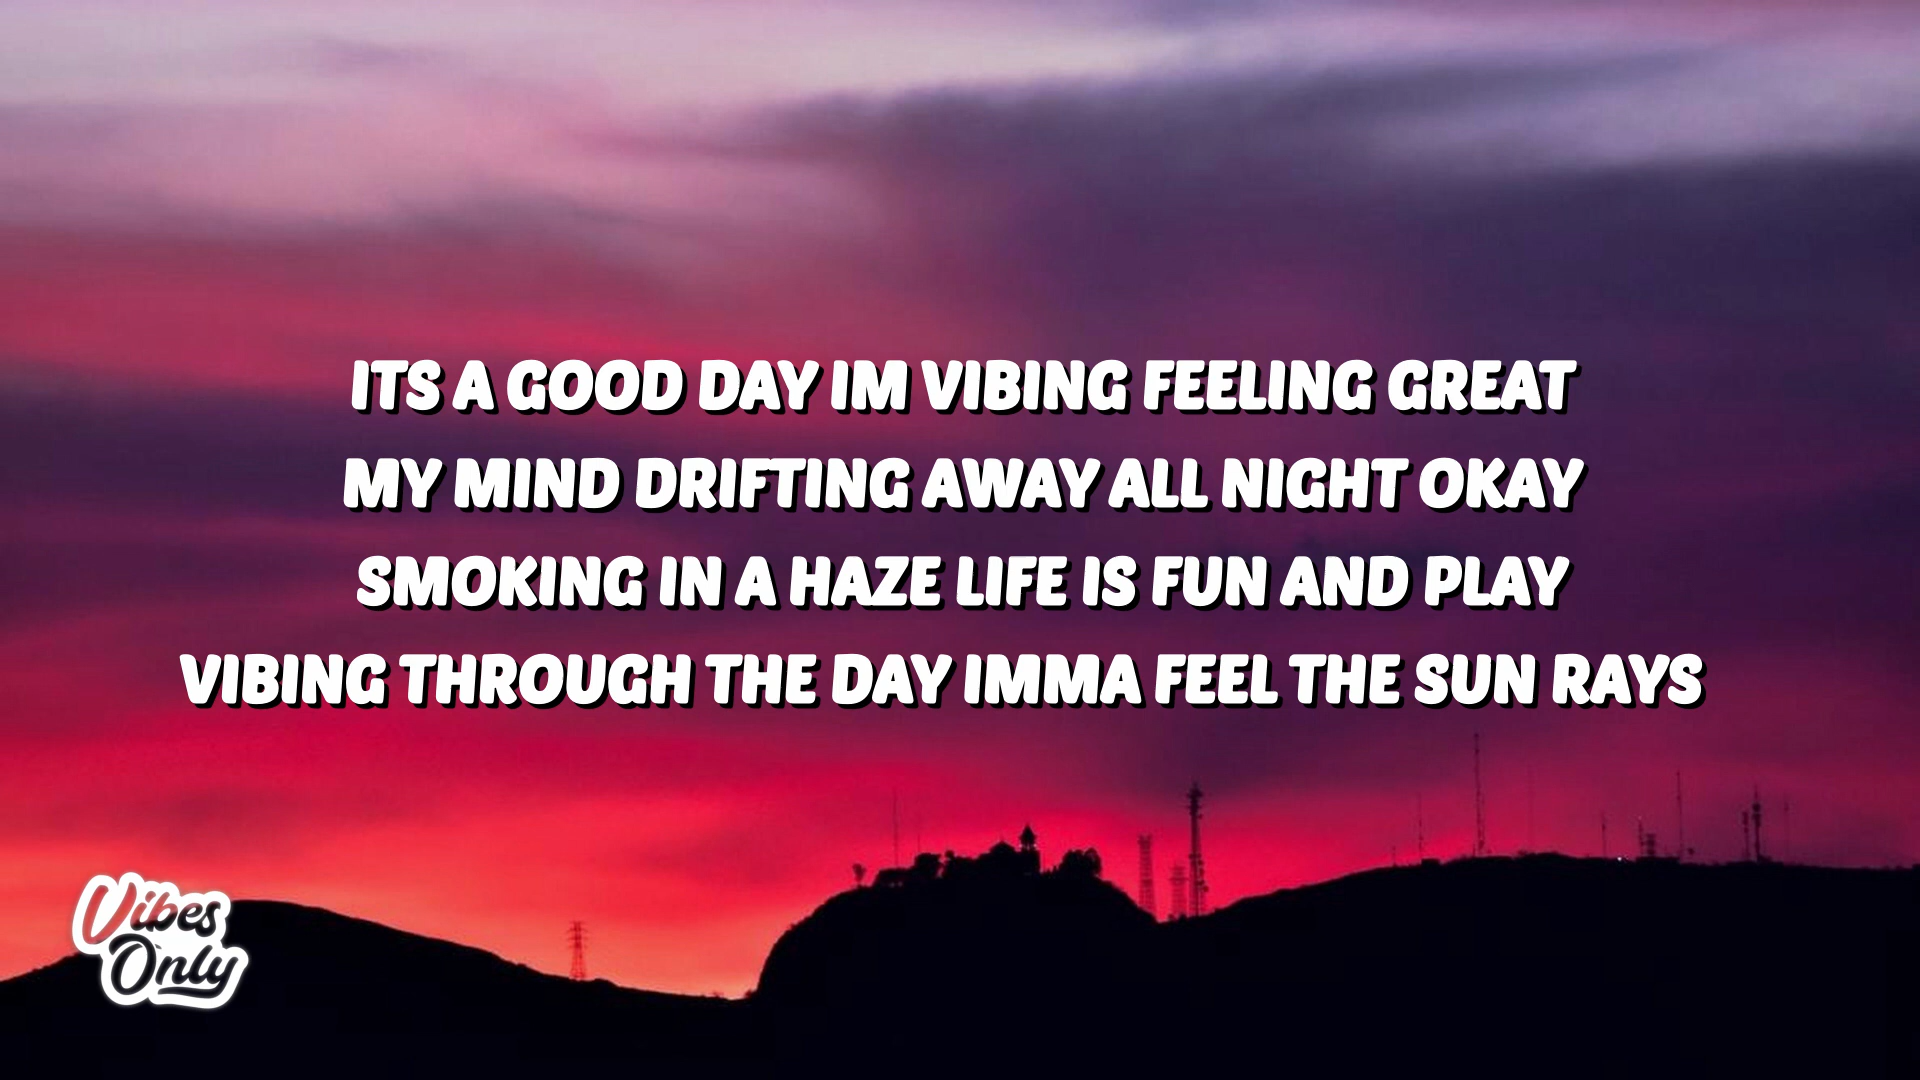 ITS A GOOD DAY IM VIBING FEELING GREAT
MY MIND DRIFTING AWAY ALL NIGHT OKAY
SMOKING IN A HAZE LIFE IS FUN AND PLAY
VIBING THROUGH THE DAY IMMA FEEL THE SUN RAYS
Vibes
Only